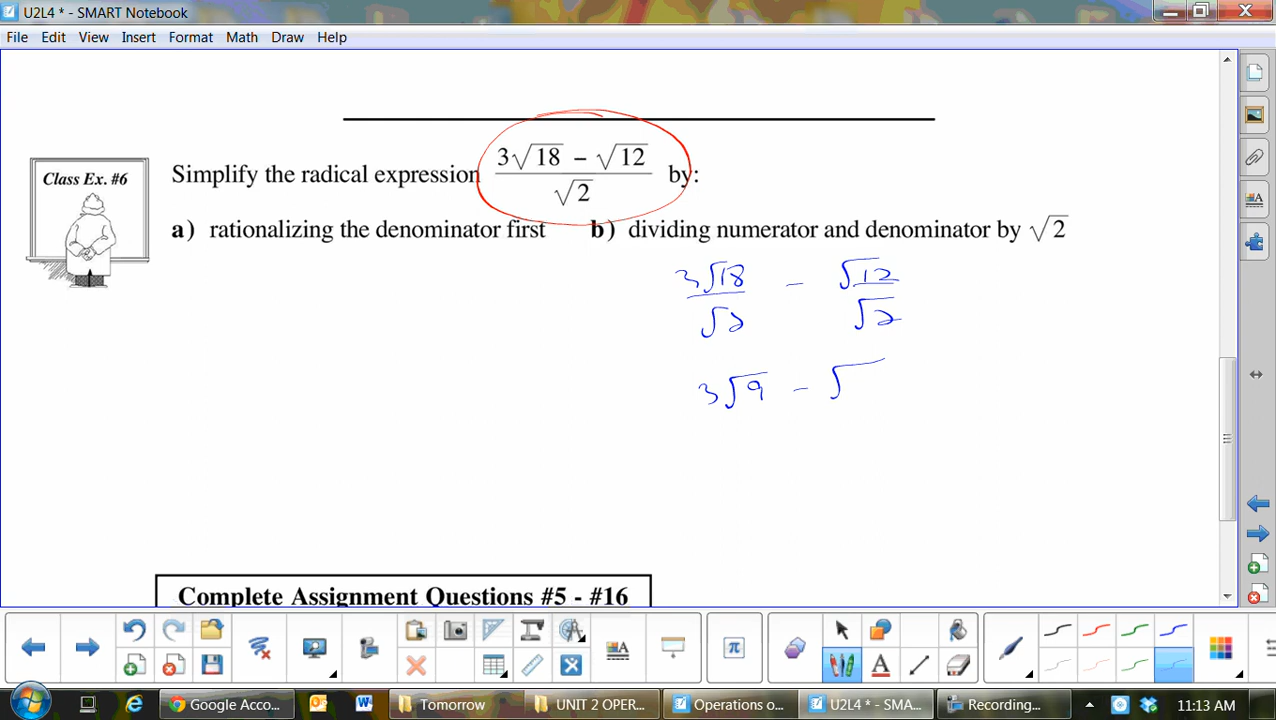 U2L4 * - SMART Notebook
File Edit View Insert Format Math Draw Help
Class Ex. #6
Simplify the radical expression (3√18 − √12)/√2 by:
a) rationalizing the denominator first b) dividing numerator and denominator by √2
3√18/√2 − √12/√2
3√9 − √
Complete Assignment Questions #5 - #16
π
A
Google Acco...
Tomorrow
UNIT 2 OPER...
Operations o...
U2L4 * - SMA...
Recording...
11:13 AM